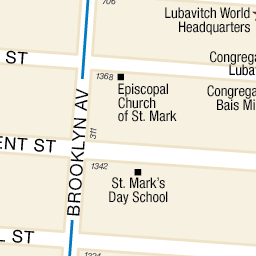 706
Lubavitch World
Headquarters
ST
Congrega
Lubav
1368
Episcopal
Church
of St. Mark
Congrega
Bais Mi
BROOKLYN AV
311
ENT ST
1342
St. Mark's
Day School
ST
1324